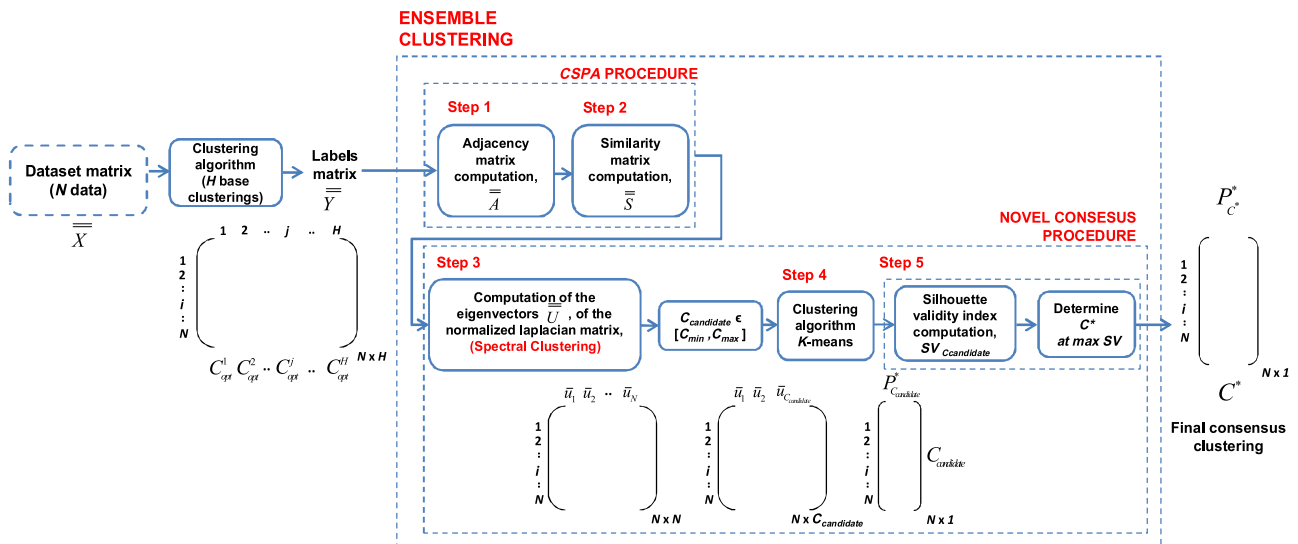 ENSEMBLE
CLUSTERING
CSPA PROCEDURE
Step 1
Step 2
Dataset matrix
(N data)
X
Clustering
algorithm
(H base
clusterings)
Labels
matrix
Y
Adjacency
matrix
computation,
A
Similarity
matrix
computation,
S
1 2 .. j .. H
1
2
:
i
:
N
N x H
C¹opt C²opt .. Cʲopt .. Cᴴopt
NOVEL CONSESUS
PROCEDURE
Step 3
Step 4
Step 5
Computation of the
eigenvectors U , of the
normalized laplacian matrix,
(Spectral Clustering)
C candidate ϵ
[C min , C max ]
Clustering
algorithm
K-means
Silhouette
validity index
computation,
SV Ccandidate
Determine
C*
at max SV
ū1 ū2 .. ūN
1
2
:
i
:
N
N x N
ū1 ū2 ūCcandidate
1
2
:
i
:
N
N x C candidate
P*Ccandidate
1
2
:
i
:
N
Ccandidate
N x 1
P*C*
1
2
:
i
:
N
N x 1
C*
Final consensus
clustering